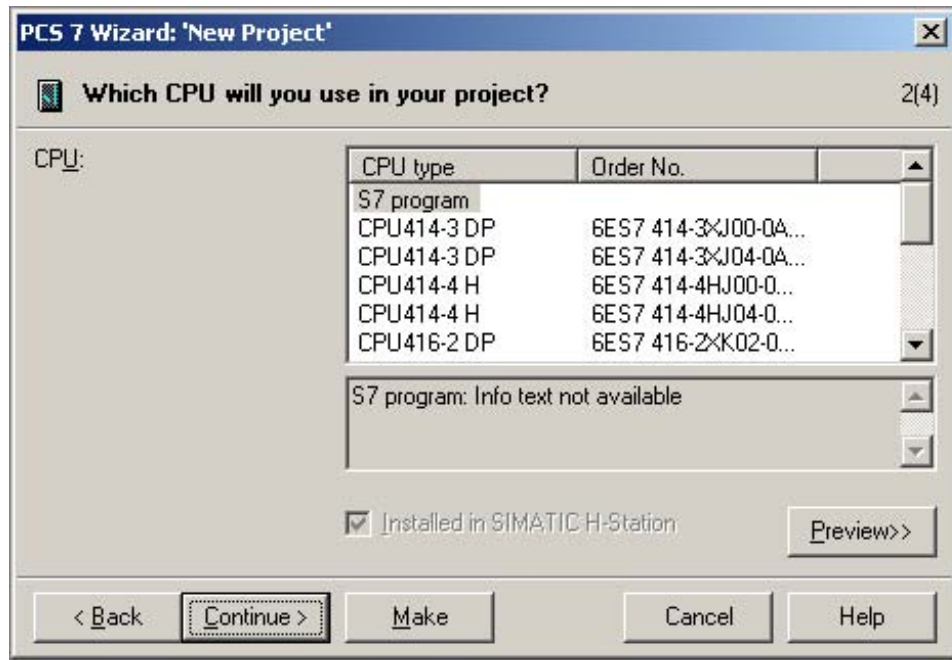 PCS 7 Wizard: 'New Project'
Which CPU will you use in your project? 2(4)
CPU:
CPU type Order No.
S7 program
CPU414-3 DP 6ES7 414-3XJ00-0A...
CPU414-3 DP 6ES7 414-3XJ04-0A...
CPU414-4 H 6ES7 414-4HJ00-0...
CPU414-4 H 6ES7 414-4HJ04-0...
CPU416-2 DP 6ES7 416-2XK02-0...
S7 program: Info text not available
Installed in SIMATIC H-Station
Preview>>
< Back Continue > Make Cancel Help